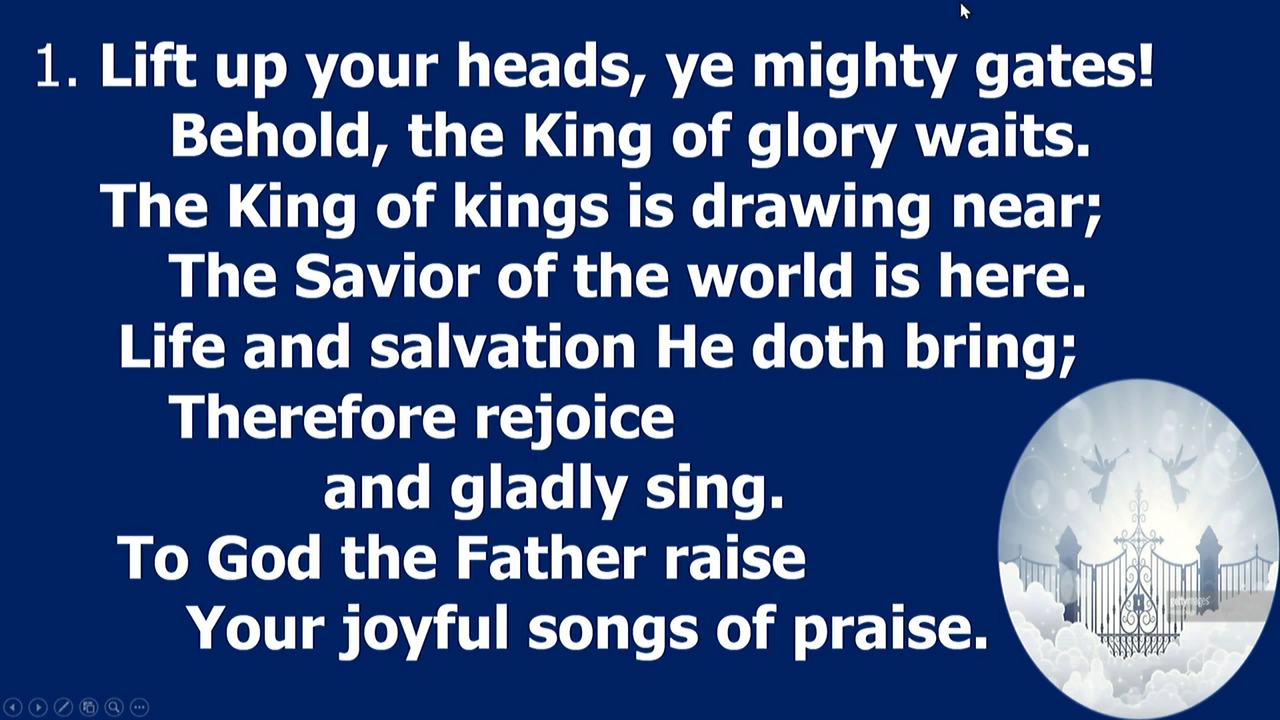 1. Lift up your heads, ye mighty gates!
Behold, the King of glory waits.
The King of kings is drawing near;
The Savior of the world is here.
Life and salvation He doth bring;
Therefore rejoice
and gladly sing.
To God the Father raise
Your joyful songs of praise.
gettyimages